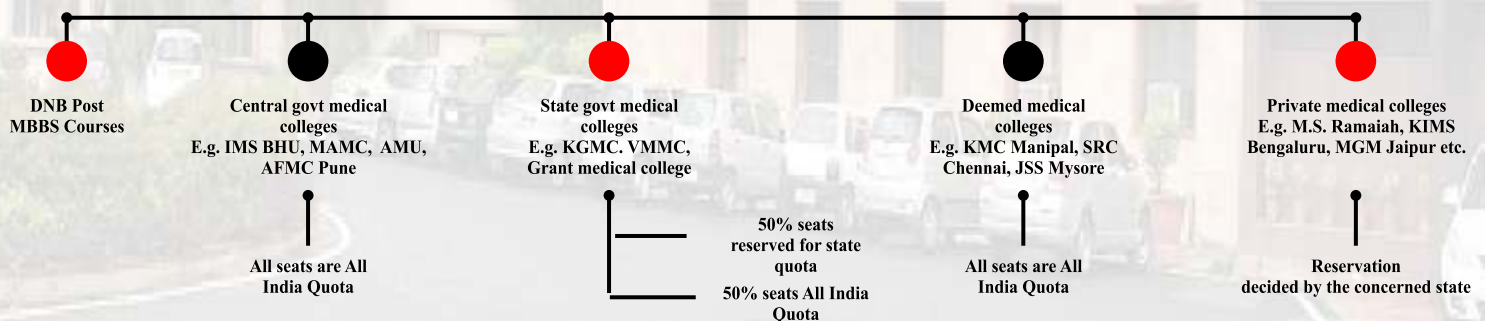 DNB Post
MBBS Courses
Central govt medical
colleges
E.g. IMS BHU, MAMC, AMU,
AFMC Pune
All seats are All
India Quota
State govt medical
colleges
E.g. KGMC. VMMC,
Grant medical college
50% seats
reserved for state
quota
50% seats All India
Quota
Deemed medical
colleges
E.g. KMC Manipal, SRC
Chennai, JSS Mysore
All seats are All
India Quota
Private medical colleges
E.g. M.S. Ramaiah, KIMS
Bengaluru, MGM Jaipur etc.
Reservation
decided by the concerned state